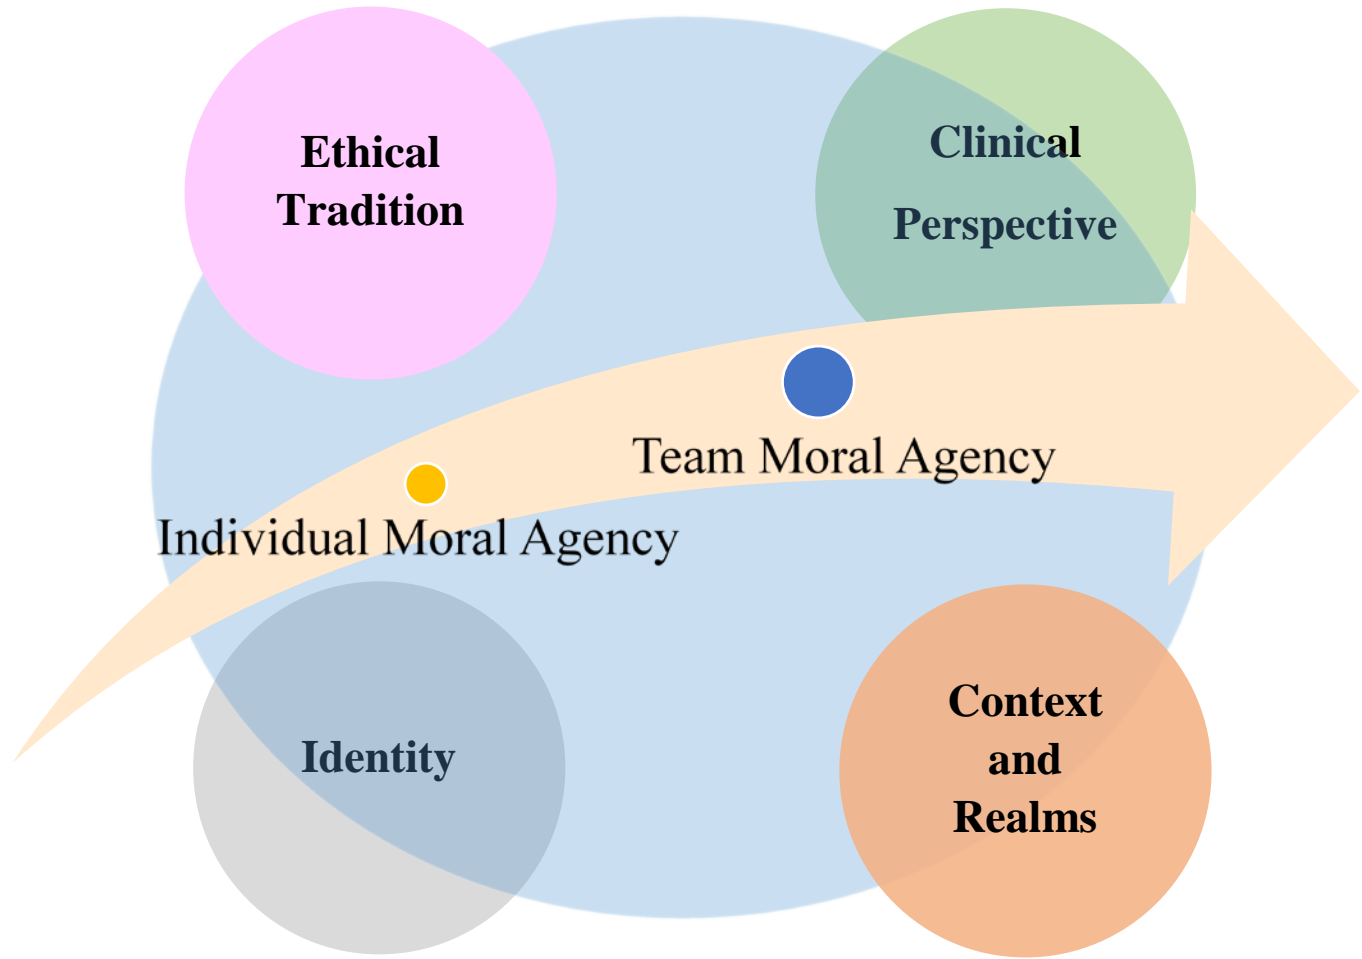 Ethical
Tradition
Clinical
Perspective
Team Moral Agency
Individual Moral Agency
Identity
Context
and
Realms